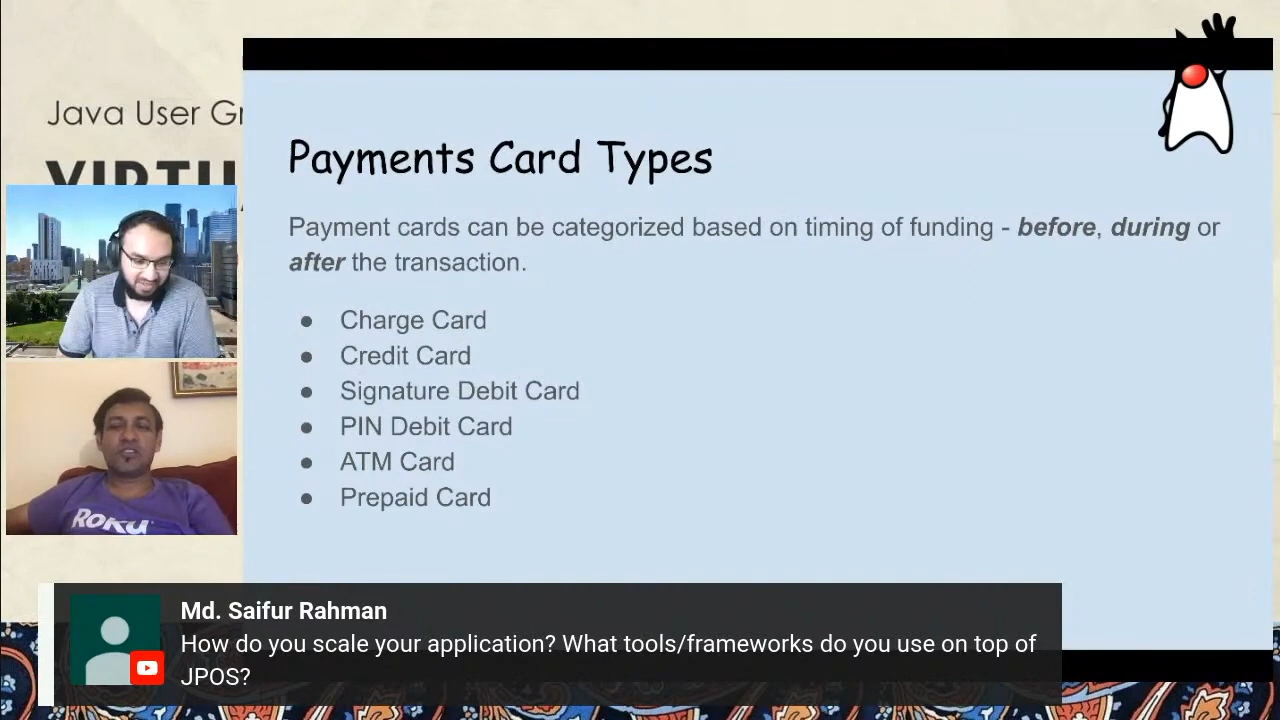 Java User Gr
VIRTU
Payments Card Types
Payment cards can be categorized based on timing of funding - before, during or
after the transaction.
● Charge Card
● Credit Card
● Signature Debit Card
● PIN Debit Card
● ATM Card
● Prepaid Card
ROKU
Md. Saifur Rahman
How do you scale your application? What tools/frameworks do you use on top of
JPOS?